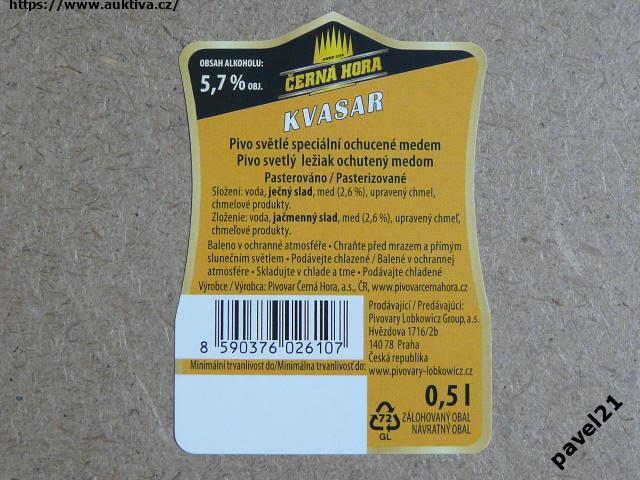 https://www.auktiva.cz/
OBSAH ALKOHOLU:
5,7 % OBJ.
ČERNÁ HORA
KVASAR
Pivo světlé speciální ochucené medem
Pivo svetlý ležiak ochutený medom
Pasterováno / Pasterizované
Složení: voda, ječný slad, med (2,6 %), upravený chmel,
chmelové produkty.
Zloženie: voda, jačmenný slad, med (2,6 %), upravený chmeľ,
chmeľové produkty.
Baleno v ochranné atmosféře • Chraňte před mrazem a přímým
slunečním světlem • Podávejte chlazené / Balené v ochrannej
atmosfére • Skladujte v chlade a tme • Podávajte chladené
Výrobce / Výrobca: Pivovar Černá Hora, a.s., ČR, www.pivovarcernahora.cz
Prodávající / Predávajúci:
Pivovary Lobkowicz Group, a.s.
Hvězdova 1716/2b
140 78 Praha
Česká republika
www.pivovary-lobkowicz.cz
8 590376 026107
Minimální trvanlivost do/Minimálna trvanlivosť do:
0,5 l
72
GL
ZÁLOHOVANÝ OBAL
NÁVRATNÝ OBAL
pavel21